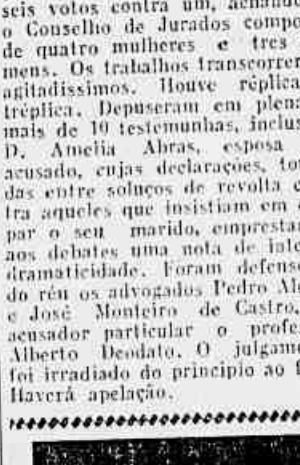 seis votos contra um, achando
o Conselho de Jurados compo
de quatro mulheres e tres
mens. Os trabalhos transcorrer
agitadissimos. Houve réplica
tréplica. Depuseram em plena
mais de 10 testemunhas, inclus
D. Amelia Abras, esposa
acusado, cujas declarações, to
das entre soluços de revolta c
tra aqueles que insistiam em
par o seu marido, emprestar
aos debates uma nota de
dramaticidade. Foram defenso
do réu os advogados Pedro Al
e José Monteiro de Castro,
acusador particular o profe
Alberto Deodato. O julgame
foi irradiado do principio ao f
Haverá apelação.